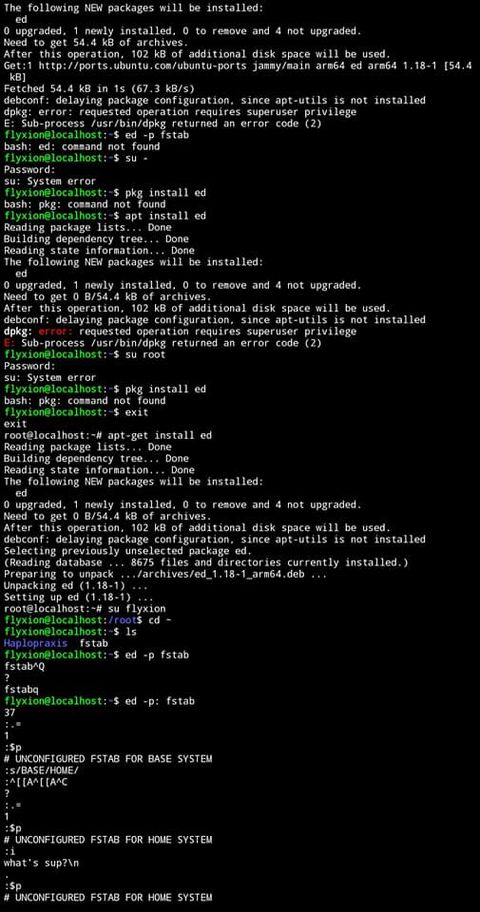 The following NEW packages will be installed:
  ed
0 upgraded, 1 newly installed, 0 to remove and 4 not upgraded.
Need to get 54.4 kB of archives.
After this operation, 102 kB of additional disk space will be used.
Get:1 http://ports.ubuntu.com/ubuntu-ports jammy/main arm64 ed arm64 1.18-1 [54.4
 kB]
Fetched 54.4 kB in 1s (67.3 kB/s)
debconf: delaying package configuration, since apt-utils is not installed
dpkg: error: requested operation requires superuser privilege
E: Sub-process /usr/bin/dpkg returned an error code (2)
flyxion@localhost:~$ ed -p fstab
bash: ed: command not found
flyxion@localhost:~$ su -
Password:
su: System error
flyxion@localhost:~$ pkg install ed
bash: pkg: command not found
flyxion@localhost:~$ apt install ed
Reading package lists... Done
Building dependency tree... Done
Reading state information... Done
The following NEW packages will be installed:
  ed
0 upgraded, 1 newly installed, 0 to remove and 4 not upgraded.
Need to get 0 B/54.4 kB of archives.
After this operation, 102 kB of additional disk space will be used.
debconf: delaying package configuration, since apt-utils is not installed
dpkg: error: requested operation requires superuser privilege
E: Sub-process /usr/bin/dpkg returned an error code (2)
flyxion@localhost:~$ su root
Password:
su: System error
flyxion@localhost:~$ pkg install ed
bash: pkg: command not found
flyxion@localhost:~$ exit
exit
root@localhost:~# apt-get install ed
Reading package lists... Done
Building dependency tree... Done
Reading state information... Done
The following NEW packages will be installed:
  ed
0 upgraded, 1 newly installed, 0 to remove and 4 not upgraded.
Need to get 0 B/54.4 kB of archives.
After this operation, 102 kB of additional disk space will be used.
debconf: delaying package configuration, since apt-utils is not installed
Selecting previously unselected package ed.
(Reading database ... 8675 files and directories currently installed.)
Preparing to unpack .../archives/ed_1.18-1_arm64.deb ...
Unpacking ed (1.18-1) ...
Setting up ed (1.18-1) ...
root@localhost:~# su flyxion
flyxion@localhost:/root$ cd ~
flyxion@localhost:~$ ls
Haplopraxis  fstab
flyxion@localhost:~$ ed -p fstab
fstab^Q
?
fstabq
flyxion@localhost:~$ ed -p: fstab
37
:.=
1
:$p
# UNCONFIGURED FSTAB FOR BASE SYSTEM
:s/BASE/HOME/
:^[[A^[[A^C
?
:.=
1
:$p
# UNCONFIGURED FSTAB FOR HOME SYSTEM
:i
what's sup?\n
.
:$p
# UNCONFIGURED FSTAB FOR HOME SYSTEM